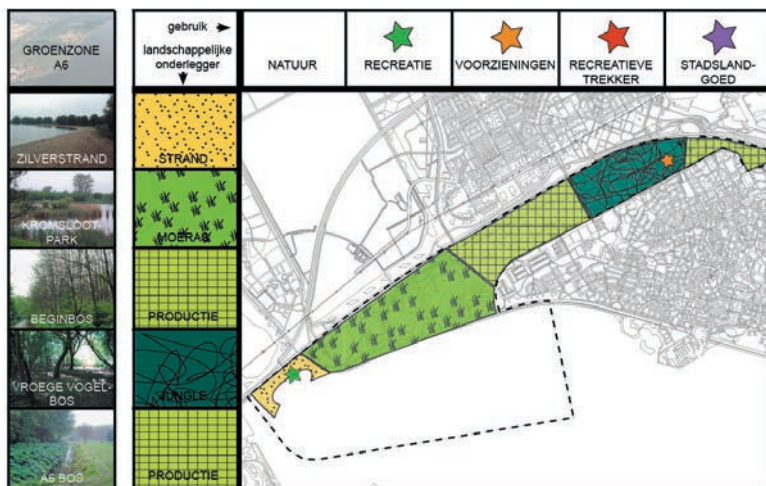 GROENZONE
A6
gebruik
landschappelijke
onderlegger
NATUUR
RECREATIE
VOORZIENINGEN
RECREATIEVE
TREKKER
STADSLAND-
GOED
ZILVERSTRAND
STRAND
KROMSLOOT-
PARK
MOERAS
BEGINBOS
PRODUCTIE
VROEGE VOGEL-
BOS
JUNGLE
A6 BOS
PRODUCTIE